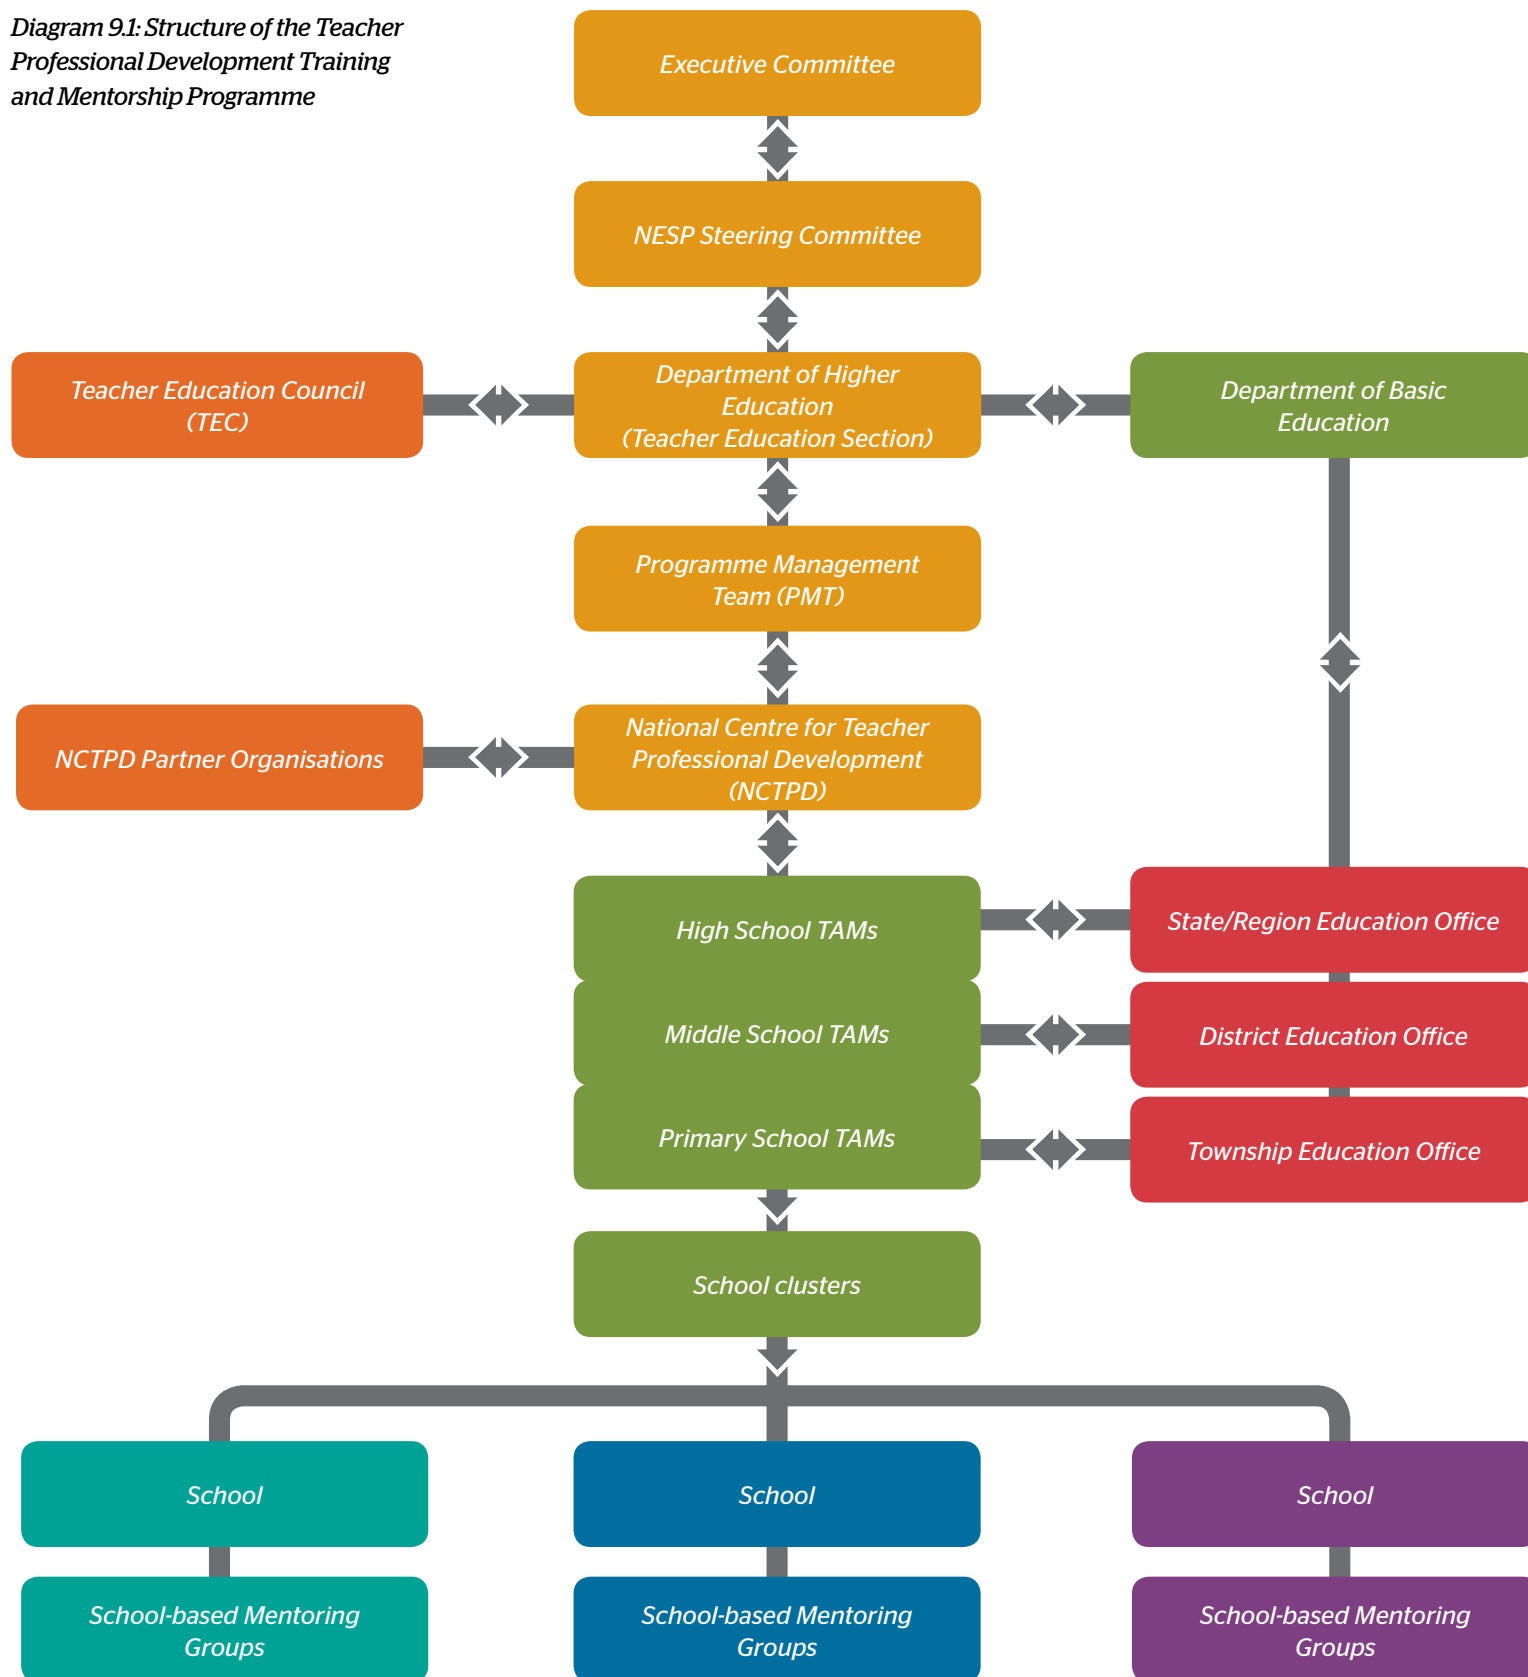 Diagram 9.1: Structure of the Teacher
Professional Development Training
and Mentorship Programme
Executive Committee
NESP Steering Committee
Teacher Education Council
(TEC)
Department of Higher
Education
(Teacher Education Section)
Department of Basic
Education
Programme Management
Team (PMT)
NCTPD Partner Organisations
National Centre for Teacher
Professional Development
(NCTPD)
High School TAMs
State/Region Education Office
Middle School TAMs
District Education Office
Primary School TAMs
Township Education Office
School clusters
School
School
School
School-based Mentoring
Groups
School-based Mentoring
Groups
School-based Mentoring
Groups